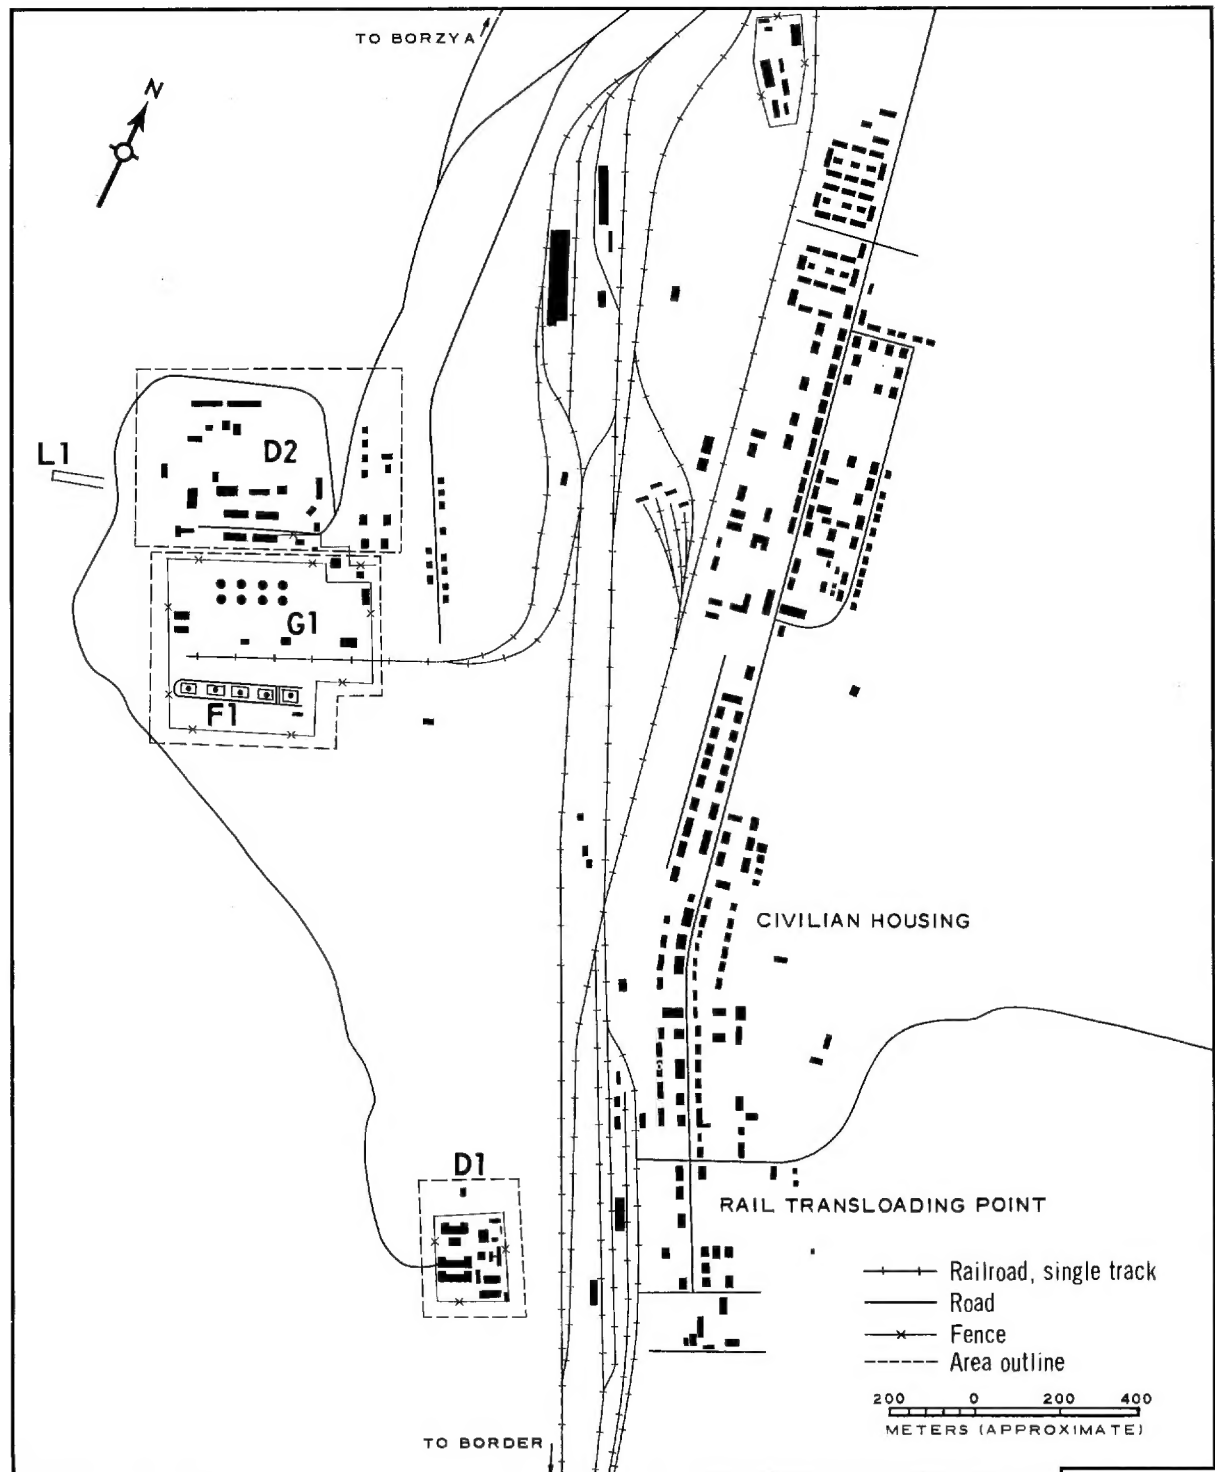 TO BORZYA
N
L1
D2
G1
F1
CIVILIAN HOUSING
D1
RAIL TRANSLOADING POINT
Railroad, single track
Road
Fence
Area outline
200 0 200 400
METERS (APPROXIMATE)
TO BORDER